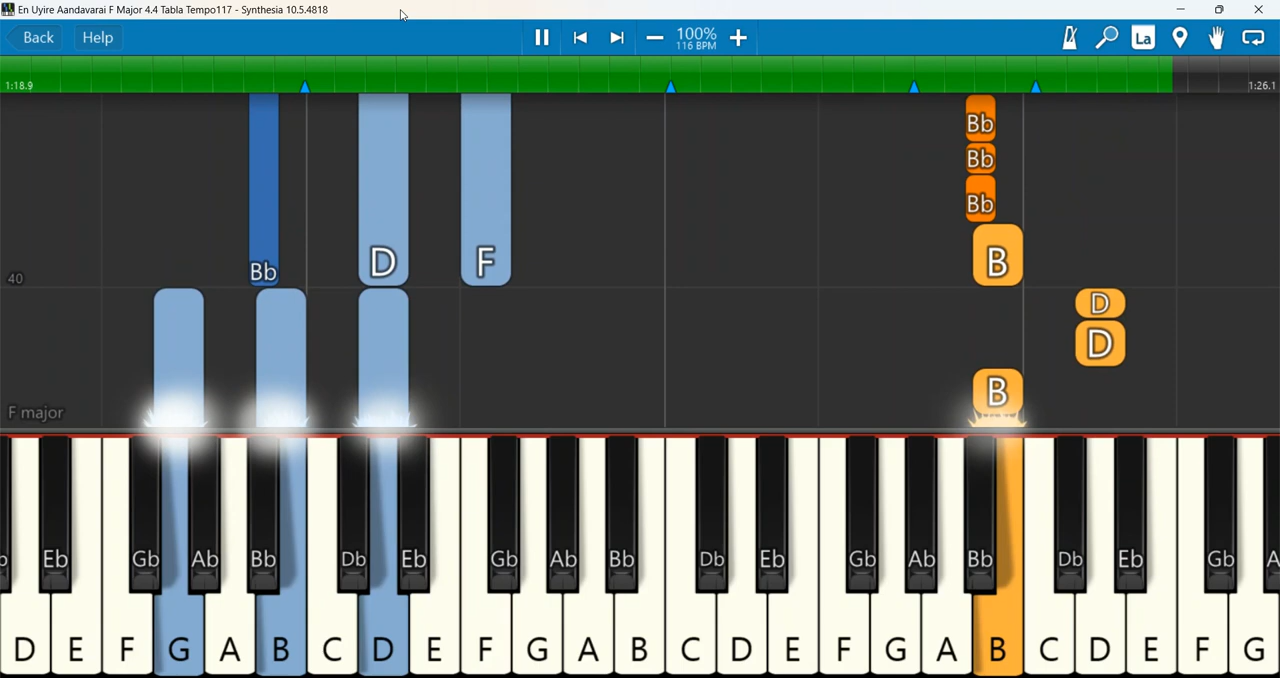 En Uyire Aandavarai F Major 4.4 Tabla Tempo117 - Synthesia 10.5.4818
Back Help 100% La
116 BPM
1:18.9 1:26.1
Bb
Bb
Bb
Bb D F B
40
D
D
B
F major
Eb Gb Ab Bb Db Eb Gb Ab Bb Db Eb Gb Ab Bb Db Eb Gb
D E F G A B C D E F G A B C D E F G A B C D E F G